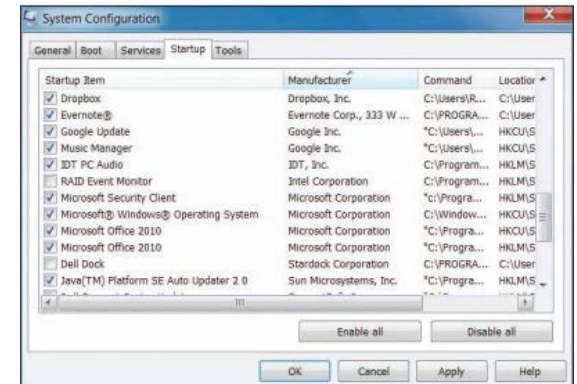 System Configuration
General Boot Services Startup Tools
Startup Item Manufacturer Command Location
Dropbox Dropbox, Inc. C:\Users\R... C:\User
Evernote® Evernote Corp., 333 W ... C:\PROGRA... C:\User
Google Update Google Inc. "C:\Users\,... HKCU\S
Music Manager Google Inc. "C:\Users\,... HKCU\S
IDT PC Audio IDT, Inc. C:\Program... HKLM\S
RAID Event Monitor Intel Corporation C:\Program... HKLM\S
Microsoft Security Client Microsoft Corporation "c:\Progra... HKLM\S
Microsoft® Windows® Operating System Microsoft Corporation C:\Window... HKCU\S
Microsoft Office 2010 Microsoft Corporation "C:\Progra... HKCU\S
Microsoft Office 2010 Microsoft Corporation "C:\Progra... HKLM\S
Dell Dock Stardock Corporation C:\PROGRA... C:\User
Java(TM) Platform SE Auto Updater 2 0 Sun Microsystems, Inc. "C:\Progra... HKLM\S
Enable all Disable all
OK Cancel Apply Help